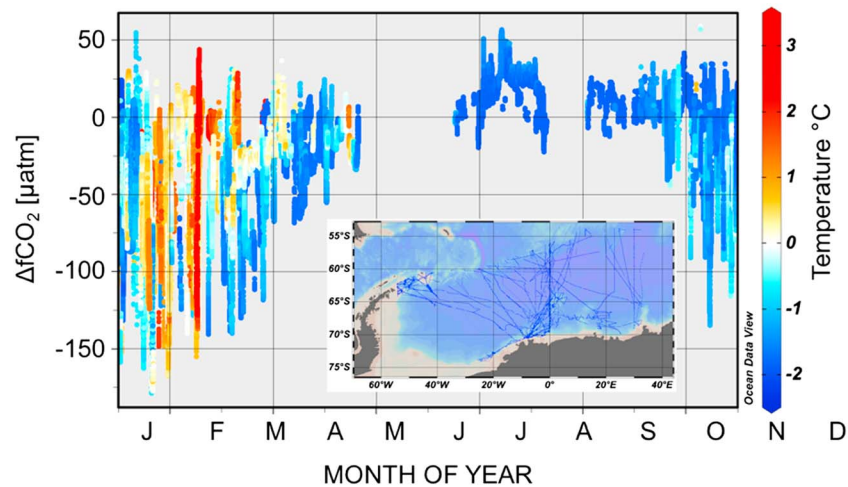 50
0
-50
-100
-150
ΔfCO₂ [µatm]
J F M A M J J A S O N D
MONTH OF YEAR
55°S
60°S
65°S
70°S
75°S
60°W 40°W 20°W 0° 20°E 40°E
Ocean Data View
3
2
1
0
-1
-2
Temperature °C